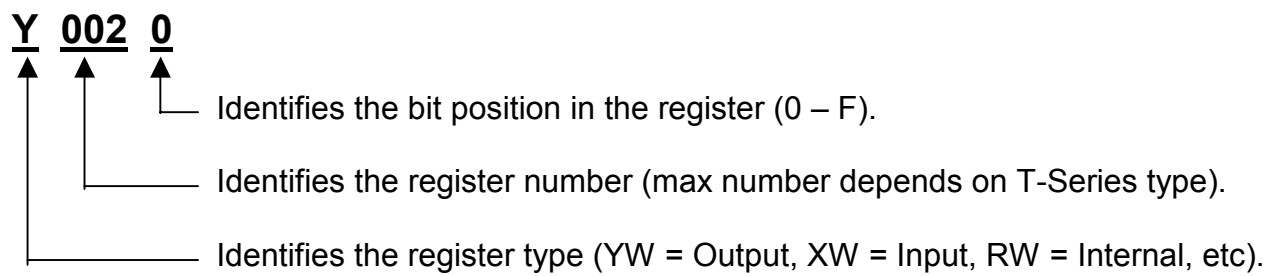 Y 002 0
Identifies the bit position in the register (0 – F).
Identifies the register number (max number depends on T-Series type).
Identifies the register type (YW = Output, XW = Input, RW = Internal, etc).